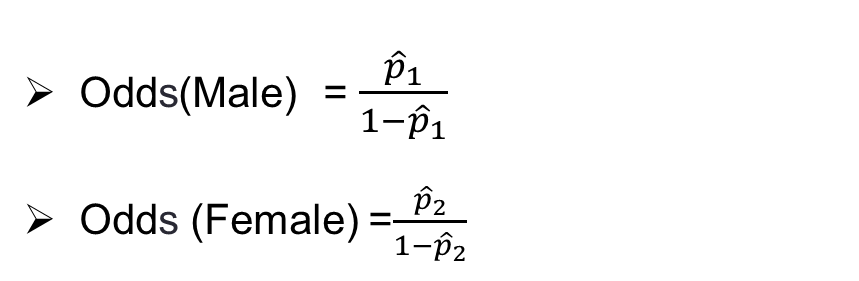 ➢ Odds(Male) = p̂₁/(1−p̂₁)
➢ Odds (Female) = p̂₂/(1−p̂₂)